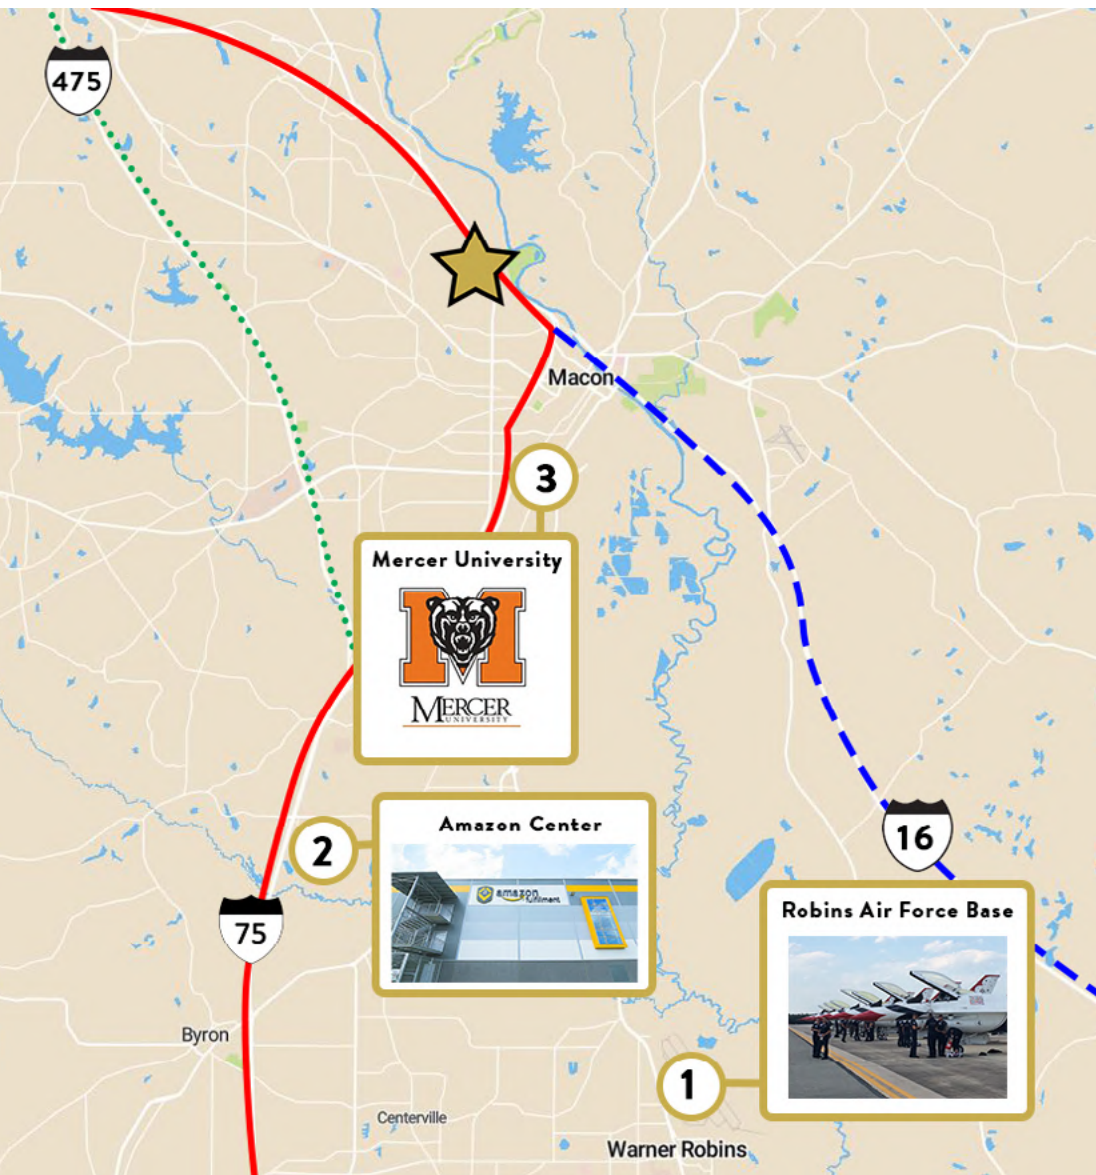 475
Macon
3
Mercer University
MERCER
UNIVERSITY
2
Amazon Center
amazon
fulfillment
16
Robins Air Force Base
75
Byron
1
Centerville
Warner Robins